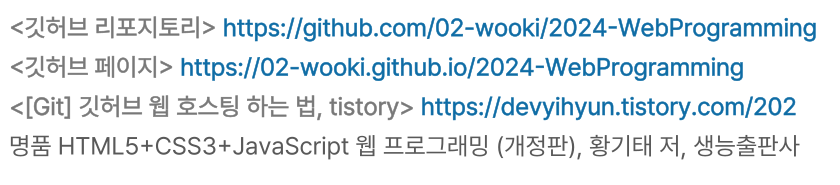 <깃허브 리포지토리> https://github.com/02-wooki/2024-WebProgramming
<깃허브 페이지> https://02-wooki.github.io/2024-WebProgramming
<[Git] 깃허브 웹 호스팅 하는 법, tistory> https://devyihyun.tistory.com/202
명품 HTML5+CSS3+JavaScript 웹 프로그래밍 (개정판), 황기태 저, 생능출판사